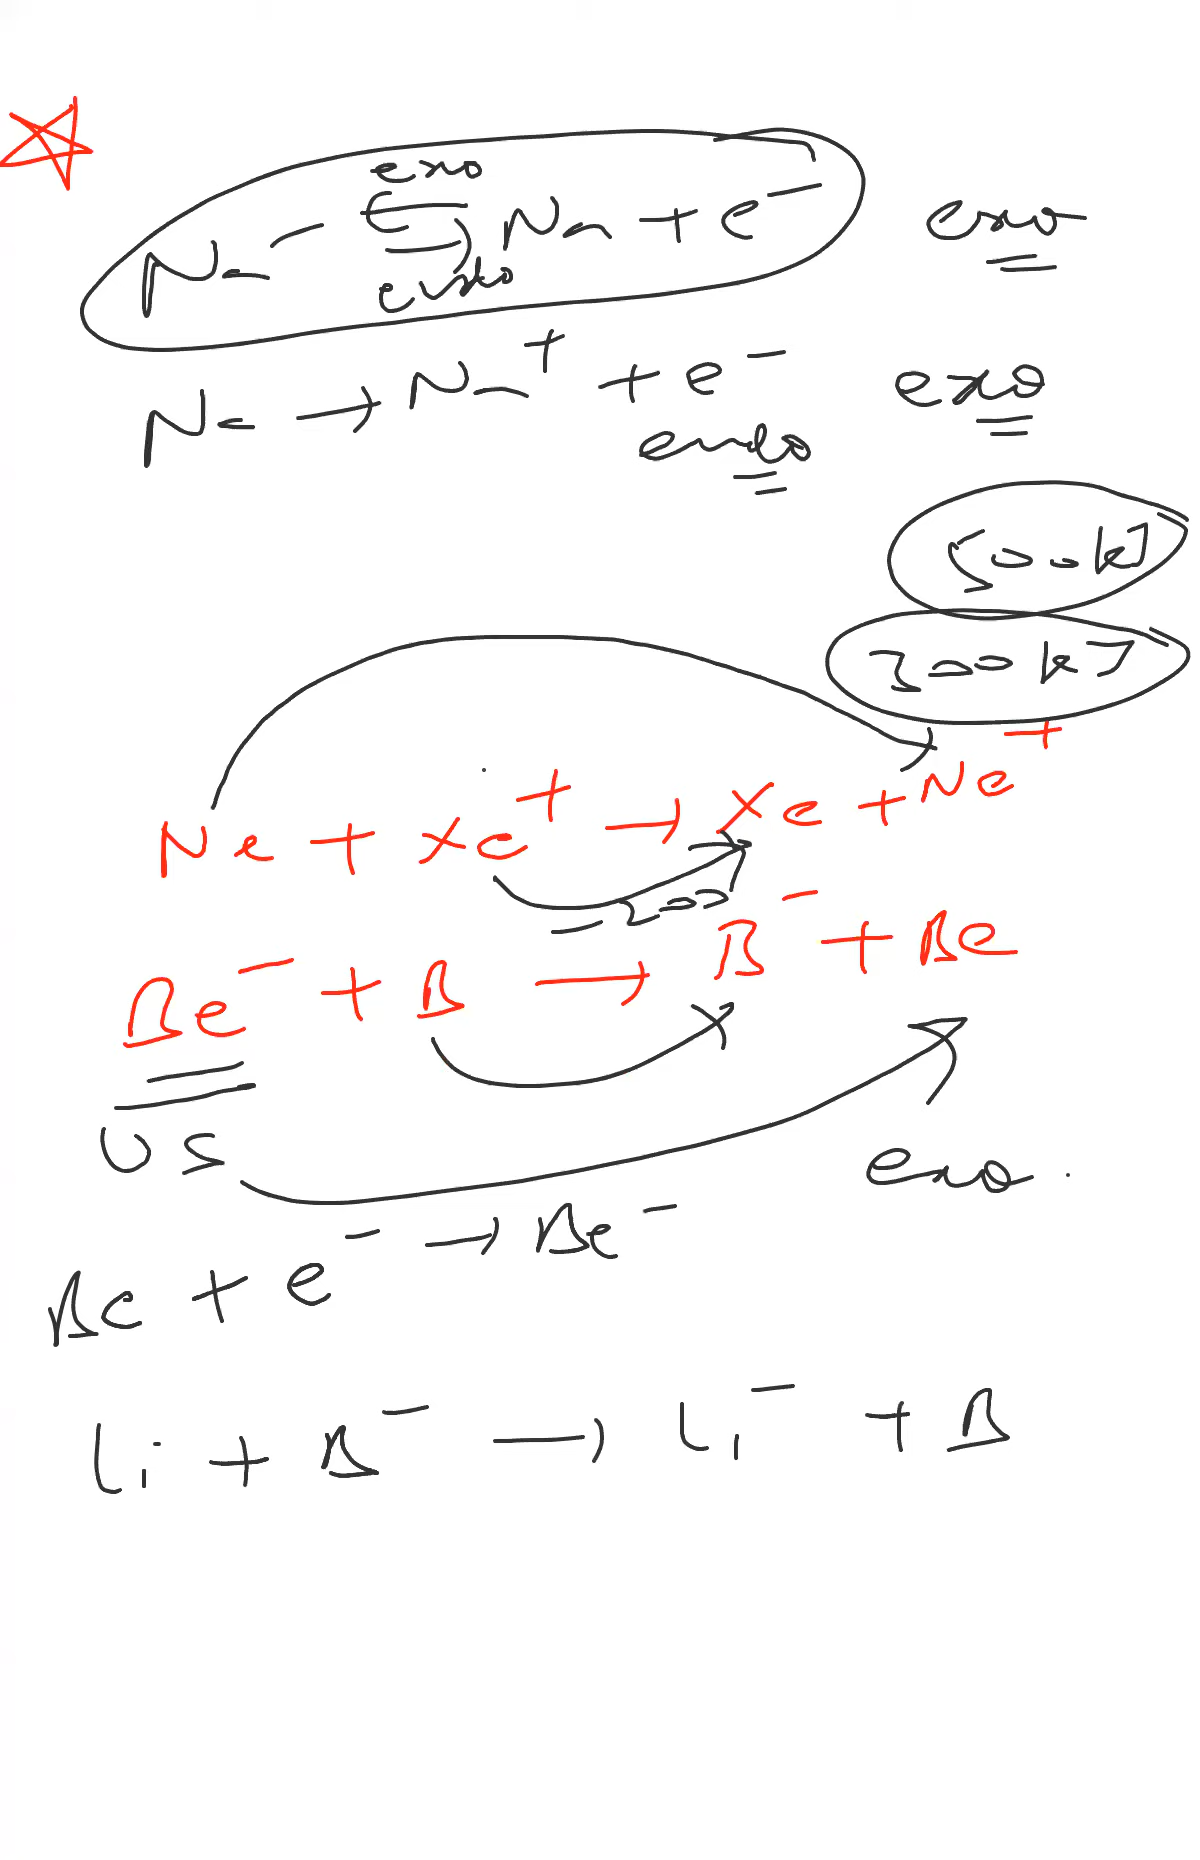 exo
Na⁻ ⇌ Na + e⁻ exo
endo
Na → Na⁺ + e⁻ exo
endo
500 kJ
300 kJ
Ne + Xe⁺ → Xe + Ne⁺
-200
Be⁻ + B → B⁻ + Be
US
exo
Be + e⁻ → Be⁻
Li + B⁻ → Li⁻ + B